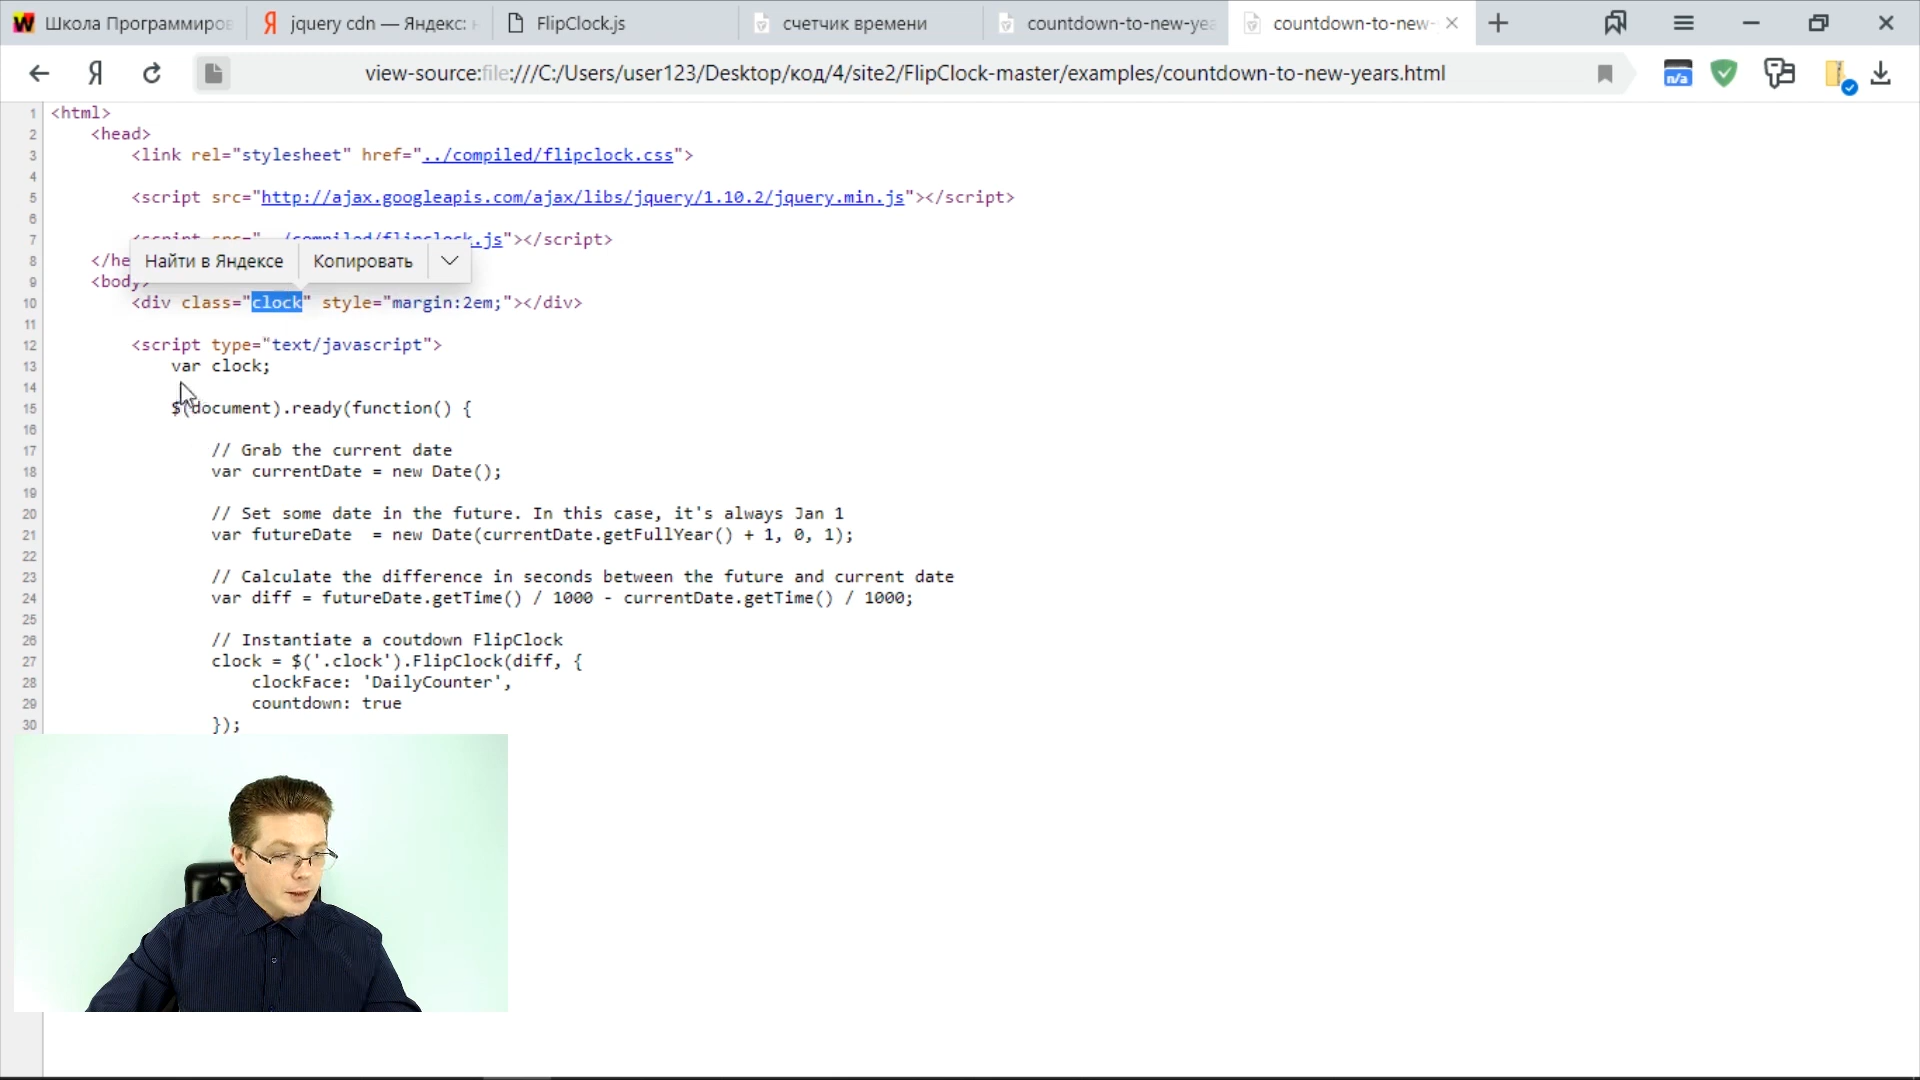 Школа Программиров
jquery cdn — Яндекс:
FlipClock.js
счетчик времени
countdown-to-new-yea
countdown-to-new-
view-source:file:///C:/Users/user123/Desktop/код/4/site2/FlipClock-master/examples/countdown-to-new-years.html
n/a
1 <html>
2 <head>
3 <link rel="stylesheet" href="../compiled/flipclock.css">
4
5 <script src="http://ajax.googleapis.com/ajax/libs/jquery/1.10.2/jquery.min.js"></script>
6
7 <script src="../compiled/flipclock.js"></script>
8 </he
Найти в Яндексе Копировать
9 <body>
10 <div class="clock" style="margin:2em;"></div>
11
12 <script type="text/javascript">
13 var clock;
14
15 $(document).ready(function() {
16
17 // Grab the current date
18 var currentDate = new Date();
19
20 // Set some date in the future. In this case, it's always Jan 1
21 var futureDate  = new Date(currentDate.getFullYear() + 1, 0, 1);
22
23 // Calculate the difference in seconds between the future and current date
24 var diff = futureDate.getTime() / 1000 - currentDate.getTime() / 1000;
25
26 // Instantiate a coutdown FlipClock
27 clock = $('.clock').FlipClock(diff, {
28 clockFace: 'DailyCounter',
29 countdown: true
30 });